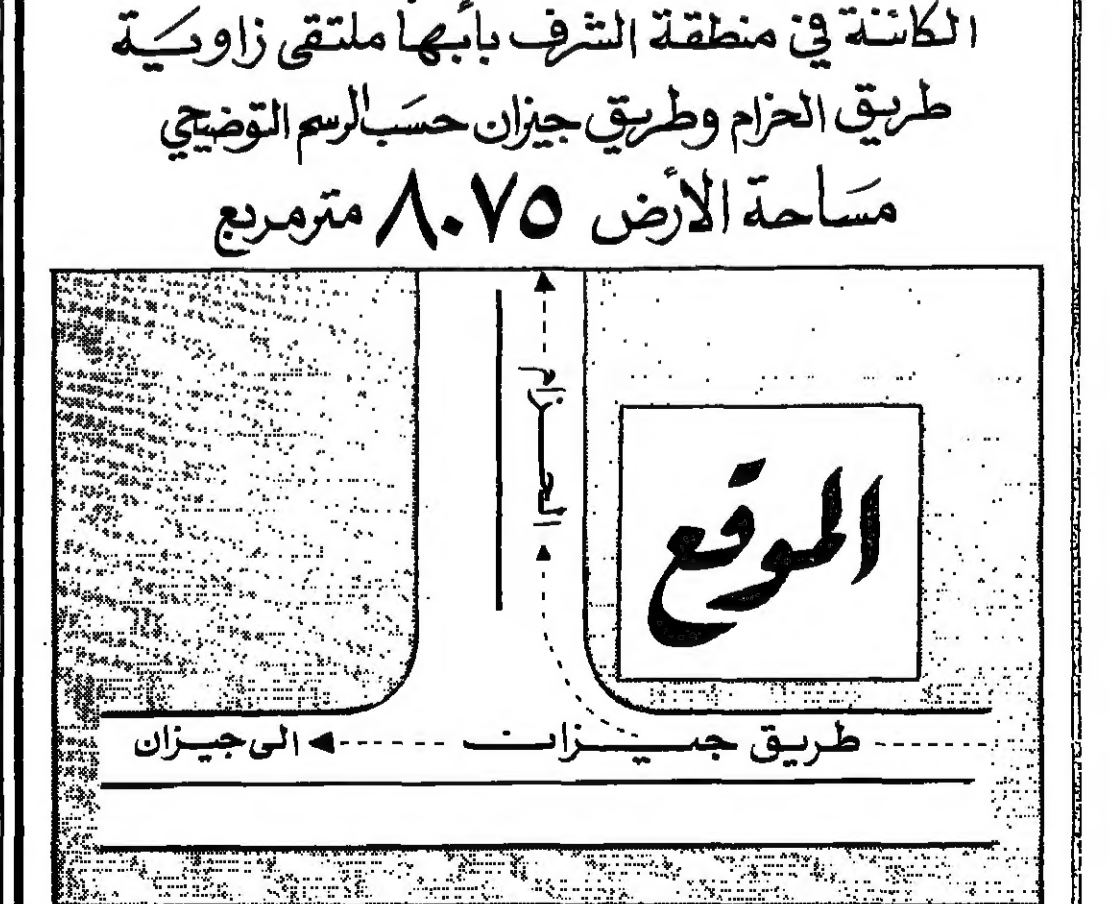 الكائنة في منطقة الشرف بأبها ملتقى زاوية
طريق الحزام وطريق جيزان حسب الرسم التوضيحي
مساحة الأرض ٨٠٧٥ متر مربع
الحزام
الموقع
طريق جيزان
الى جيزان